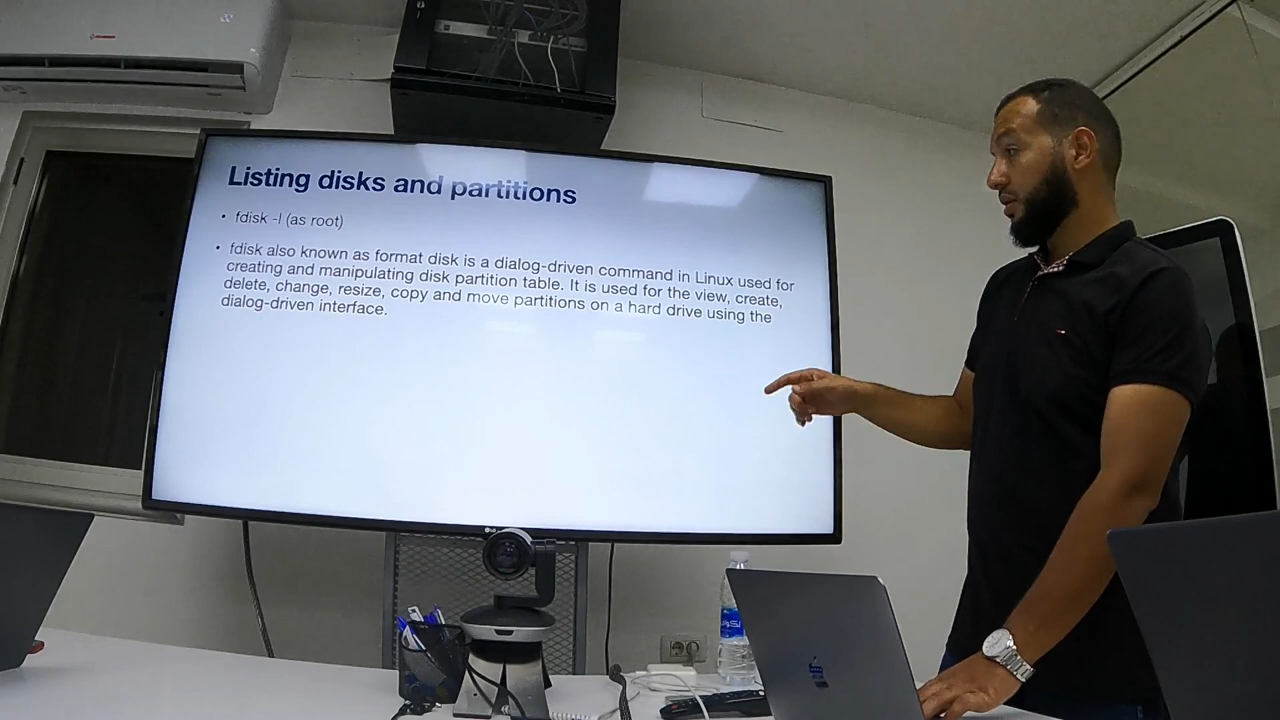 Listing disks and partitions
• fdisk -l (as root)
• fdisk also known as format disk is a dialog-driven command in Linux used for
creating and manipulating disk partition table. It is used for the view, create,
delete, change, resize, copy and move partitions on a hard drive using the
dialog-driven interface.
LG